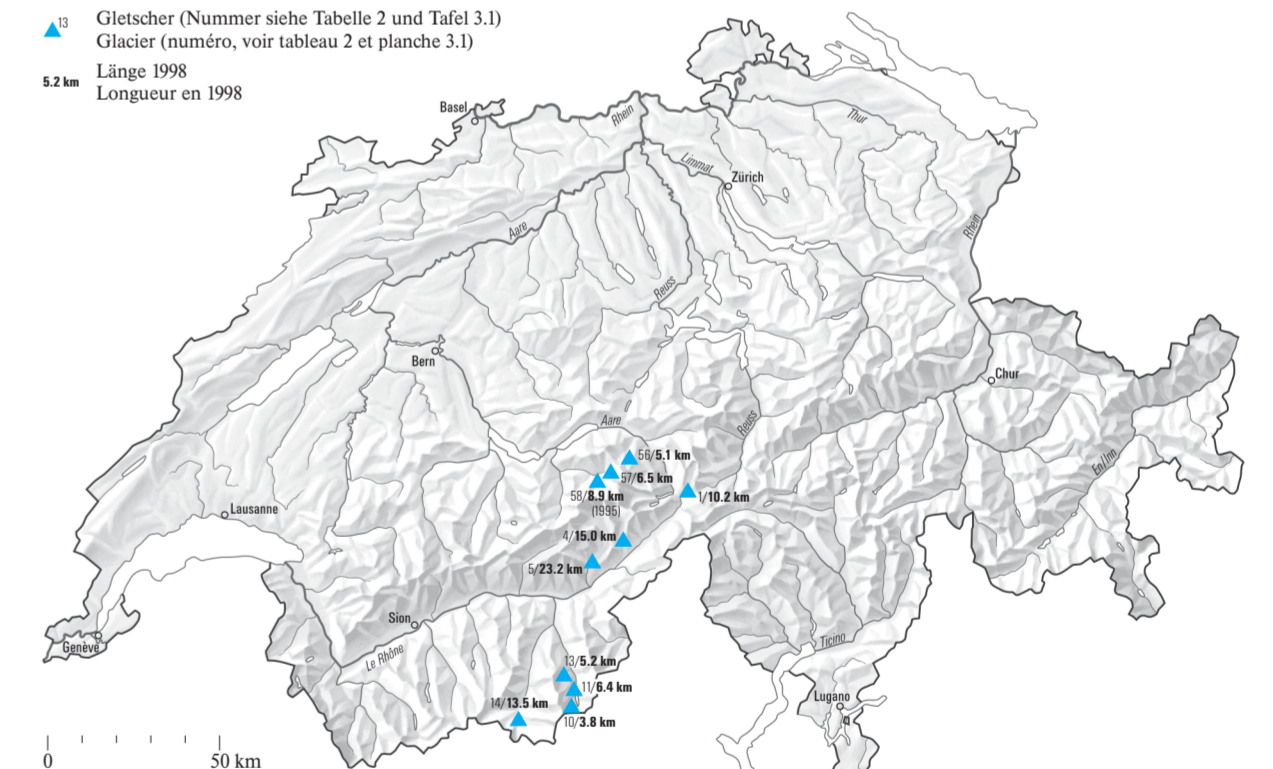 13
Gletscher (Nummer siehe Tabelle 2 und Tafel 3.1)
Glacier (numéro, voir tableau 2 et planche 3.1)
5.2 km
Länge 1998
Longueur en 1998
Basel
Rhein
Thur
Limmat
Zürich
Aare
Rhein
Reuss
Bern
Chur
Aare
Reuss
56/5.1 km
57/6.5 km
En/Inn
58/8.9 km
(1995)
1/10.2 km
Lausanne
4/15.0 km
5/23.2 km
Sion
Genève
Le Rhône
Ticino
13/5.2 km
11/6.4 km
14/13.5 km
10/3.8 km
Lugano
0
50 km